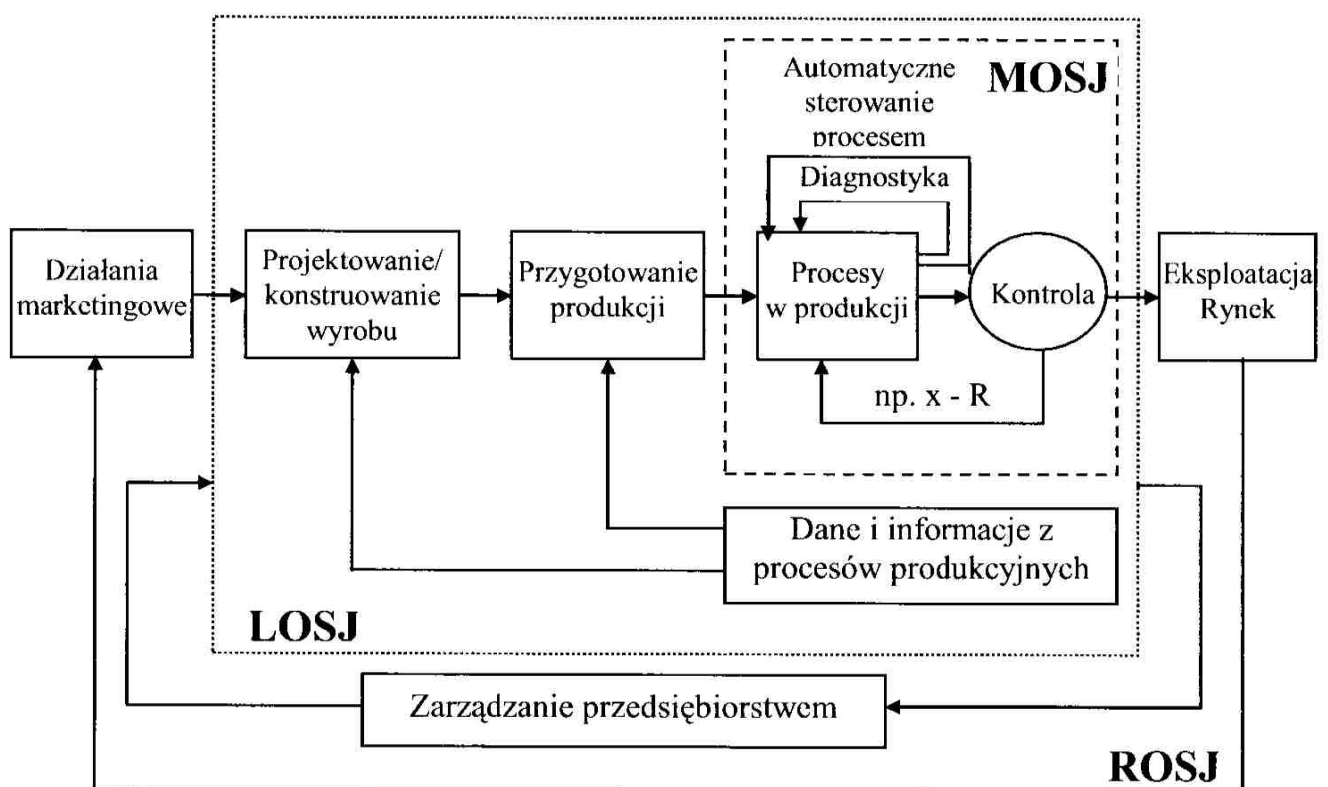 Automatyczne
sterowanie
procesem
MOSJ
Diagnostyka
Działania
marketingowe
Projektowanie/
konstruowanie
wyrobu
Przygotowanie
produkcji
Procesy
w produkcji
Kontrola
Eksploatacja
Rynek
np. x - R
Dane i informacje z
procesów produkcyjnych
LOSJ
Zarządzanie przedsiębiorstwem
ROSJ